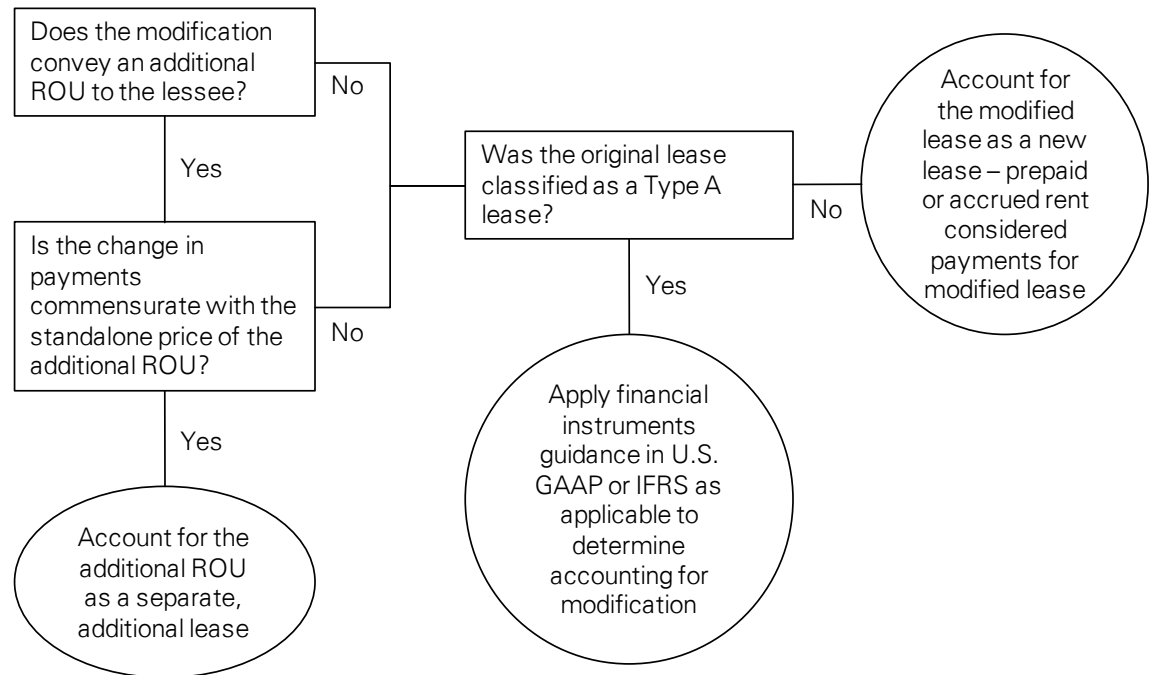 Does the modification
convey an additional
ROU to the lessee?
No
Yes
Is the change in
payments
commensurate with the
standalone price of the
additional ROU?
No
Yes
Account for the
additional ROU
as a separate,
additional lease
Was the original lease
classified as a Type A
lease?
No
Yes
Apply financial
instruments
guidance in U.S.
GAAP or IFRS as
applicable to
determine
accounting for
modification
Account for
the modified
lease as a new
lease – prepaid
or accrued rent
considered
payments for
modified lease